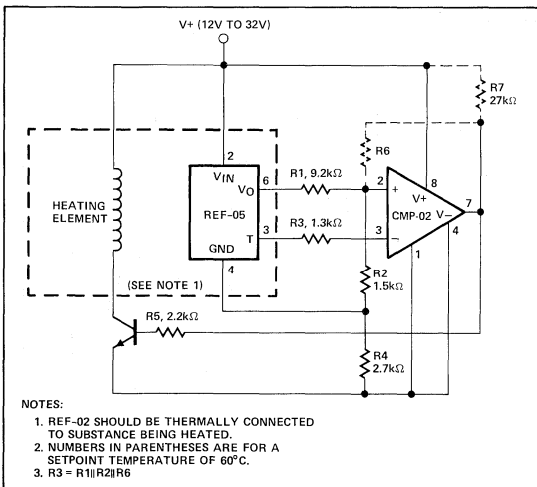 V+ (12V TO 32V)
R7
27kΩ
R6
2
8
VIN
6
R1, 9.2kΩ
2
+
V+
7
VO
HEATING
ELEMENT
REF-05
CMP-02
V−
4
3
R3, 1.3kΩ
3
−
T
GND
1
4
R2
1.5kΩ
(SEE NOTE 1)
R5, 2.2kΩ
R4
2.7kΩ
NOTES:
1. REF-02 SHOULD BE THERMALLY CONNECTED
TO SUBSTANCE BEING HEATED.
2. NUMBERS IN PARENTHESES ARE FOR A
SETPOINT TEMPERATURE OF 60°C.
3. R3 = R1||R2||R6